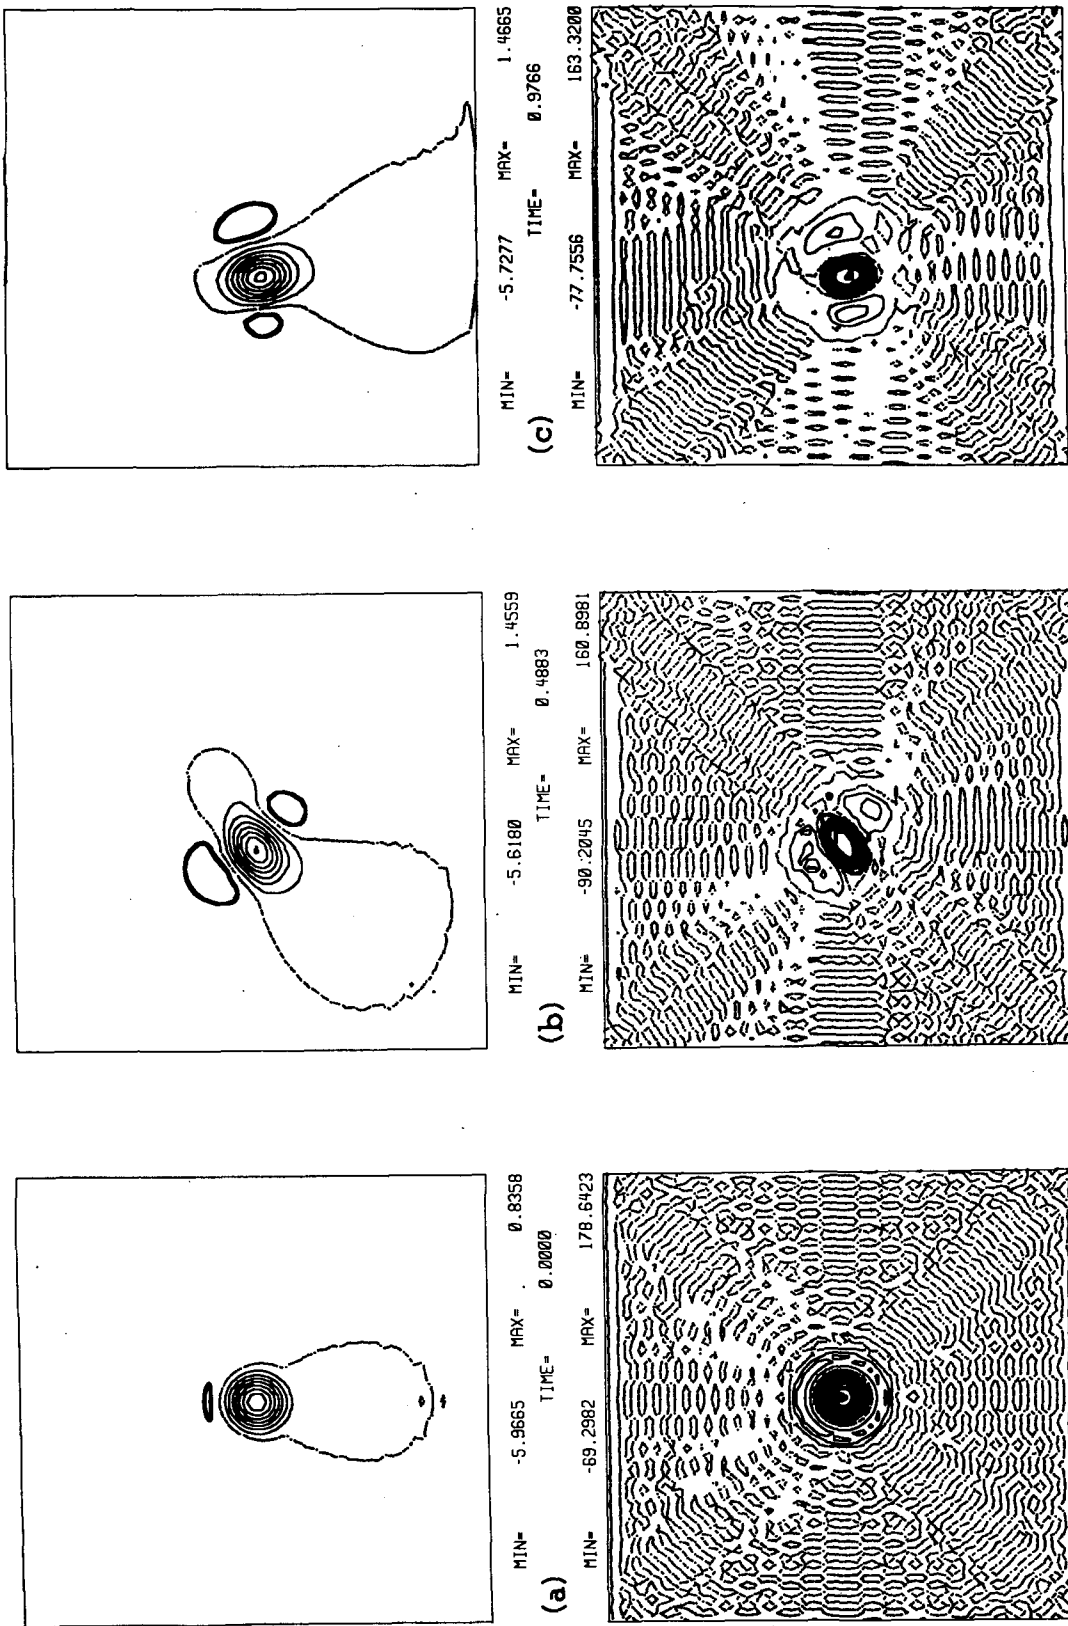 MIN= -5.9665 MAX= 0.8358
TIME= 0.0000
(a)
MIN= -69.2982 MAX= 178.6423
MIN= -5.6180 MAX= 1.4559
TIME= 0.4883
(b)
MIN= -90.2045 MAX= 160.8981
MIN= -5.7277 MAX= 1.4665
TIME= 0.9766
(c)
MIN= -77.7556 MAX= 163.3200